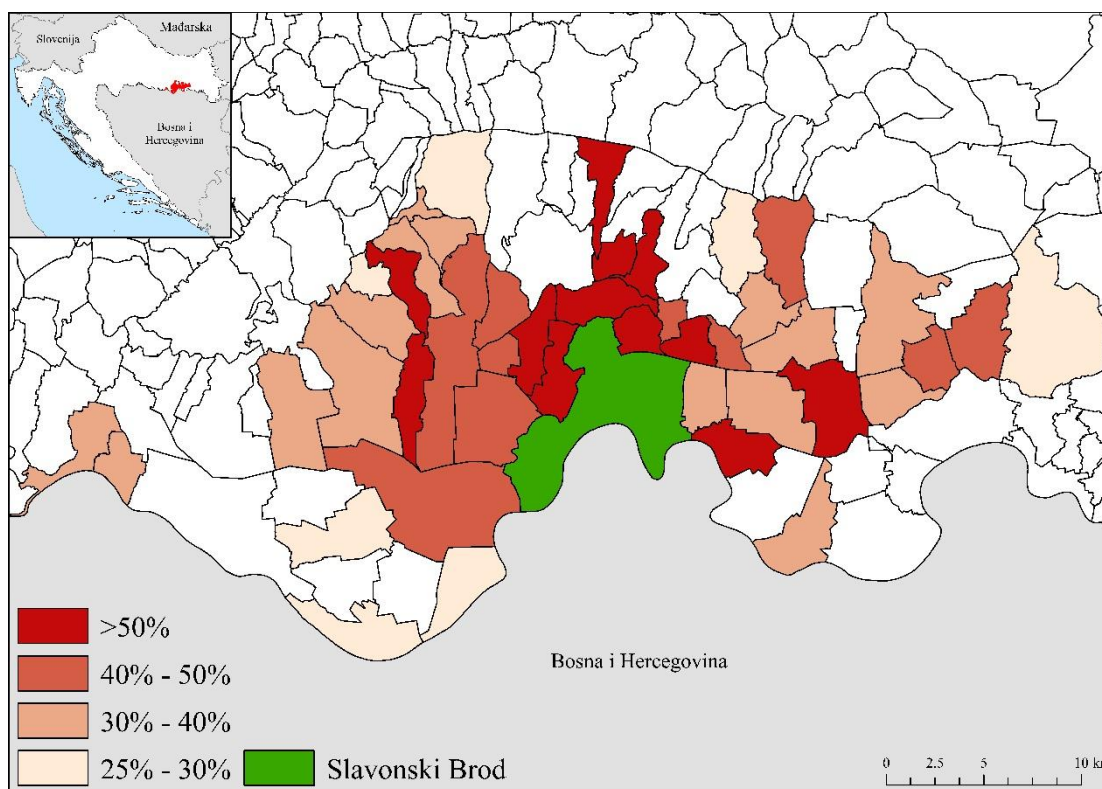 Mađarska
Slovenija
Bosna i
Hercegovina
>50%
40% - 50%
30% - 40%
25% - 30%
Slavonski Brod
Bosna i Hercegovina
0 2.5 5 10 km